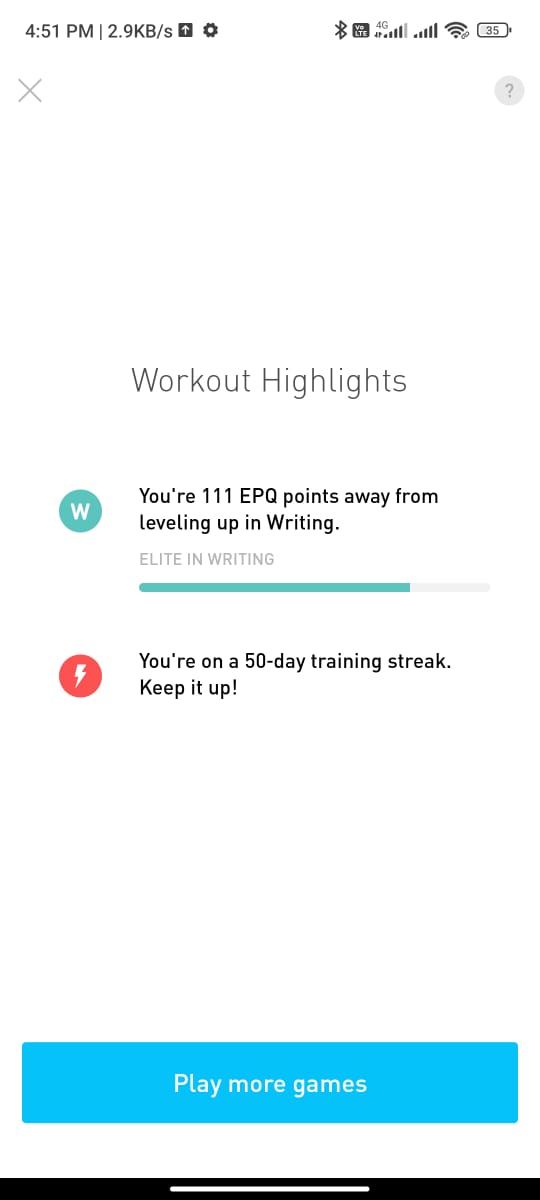 4:51 PM | 2.9KB/s
Vo LTE 4G 35
?
Workout Highlights
W
You're 111 EPQ points away from
leveling up in Writing.
ELITE IN WRITING
You're on a 50-day training streak.
Keep it up!
Play more games